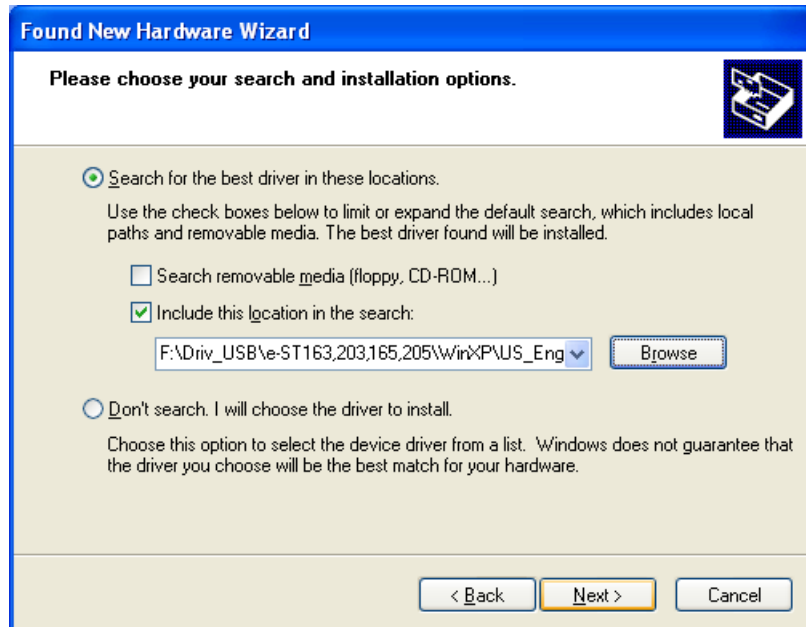 Found New Hardware Wizard
Please choose your search and installation options.
Search for the best driver in these locations.
Use the check boxes below to limit or expand the default search, which includes local
paths and removable media. The best driver found will be installed.
Search removable media (floppy, CD-ROM...)
Include this location in the search:
F:\Driv_USB\e-ST163,203,165,205\WinXP\US_Eng
Browse
Don't search. I will choose the driver to install.
Choose this option to select the device driver from a list. Windows does not guarantee that
the driver you choose will be the best match for your hardware.
< Back
Next >
Cancel